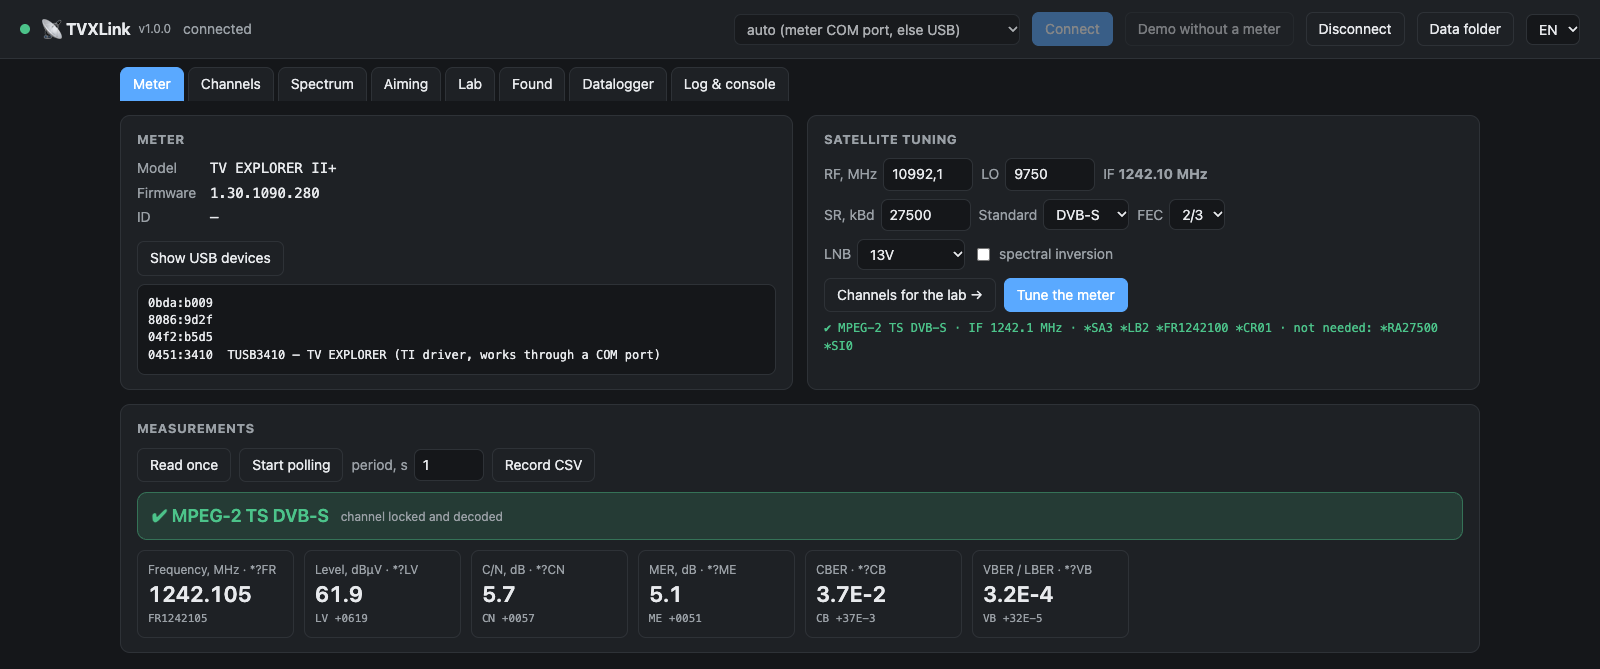 TVXLink v1.0.0 connected auto (meter COM port, else USB) Connect Demo without a meter Disconnect Data folder EN
Meter Channels Spectrum Aiming Lab Found Datalogger Log & console
METER
Model TV EXPLORER II+
Firmware 1.30.1090.280
ID —
Show USB devices
0bda:b009
8086:9d2f
04f2:b5d5
0451:3410 TUSB3410 — TV EXPLORER (TI driver, works through a COM port)
SATELLITE TUNING
RF, MHz 10992,1 LO 9750 IF 1242.10 MHz
SR, kBd 27500 Standard DVB-S FEC 2/3
LNB 13V spectral inversion
Channels for the lab → Tune the meter
✔ MPEG-2 TS DVB-S · IF 1242.1 MHz · *SA3 *LB2 *FR1242100 *CR01 · not needed: *RA27500
*SI0
MEASUREMENTS
Read once Start polling period, s 1 Record CSV
✔ MPEG-2 TS DVB-S channel locked and decoded
Frequency, MHz · *?FR
1242.105
FR1242105
Level, dBµV · *?LV
61.9
LV +0619
C/N, dB · *?CN
5.7
CN +0057
MER, dB · *?ME
5.1
ME +0051
CBER · *?CB
3.7E-2
CB +37E-3
VBER / LBER · *?VB
3.2E-4
VB +32E-5